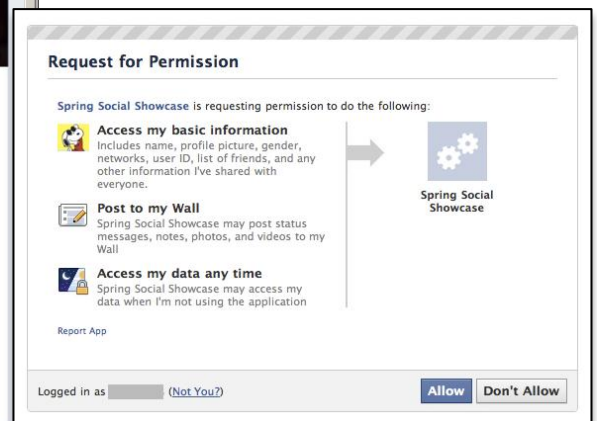 Request for Permission
Spring Social Showcase is requesting permission to do the following:
Access my basic information
Includes name, profile picture, gender,
networks, user ID, list of friends, and any
other information I've shared with
everyone.
Post to my Wall
Spring Social Showcase may post status
messages, notes, photos, and videos to my
Wall
Access my data any time
Spring Social Showcase may access my
data when I'm not using the application
Spring Social
Showcase
Report App
Logged in as (Not You?)
Allow
Don't Allow